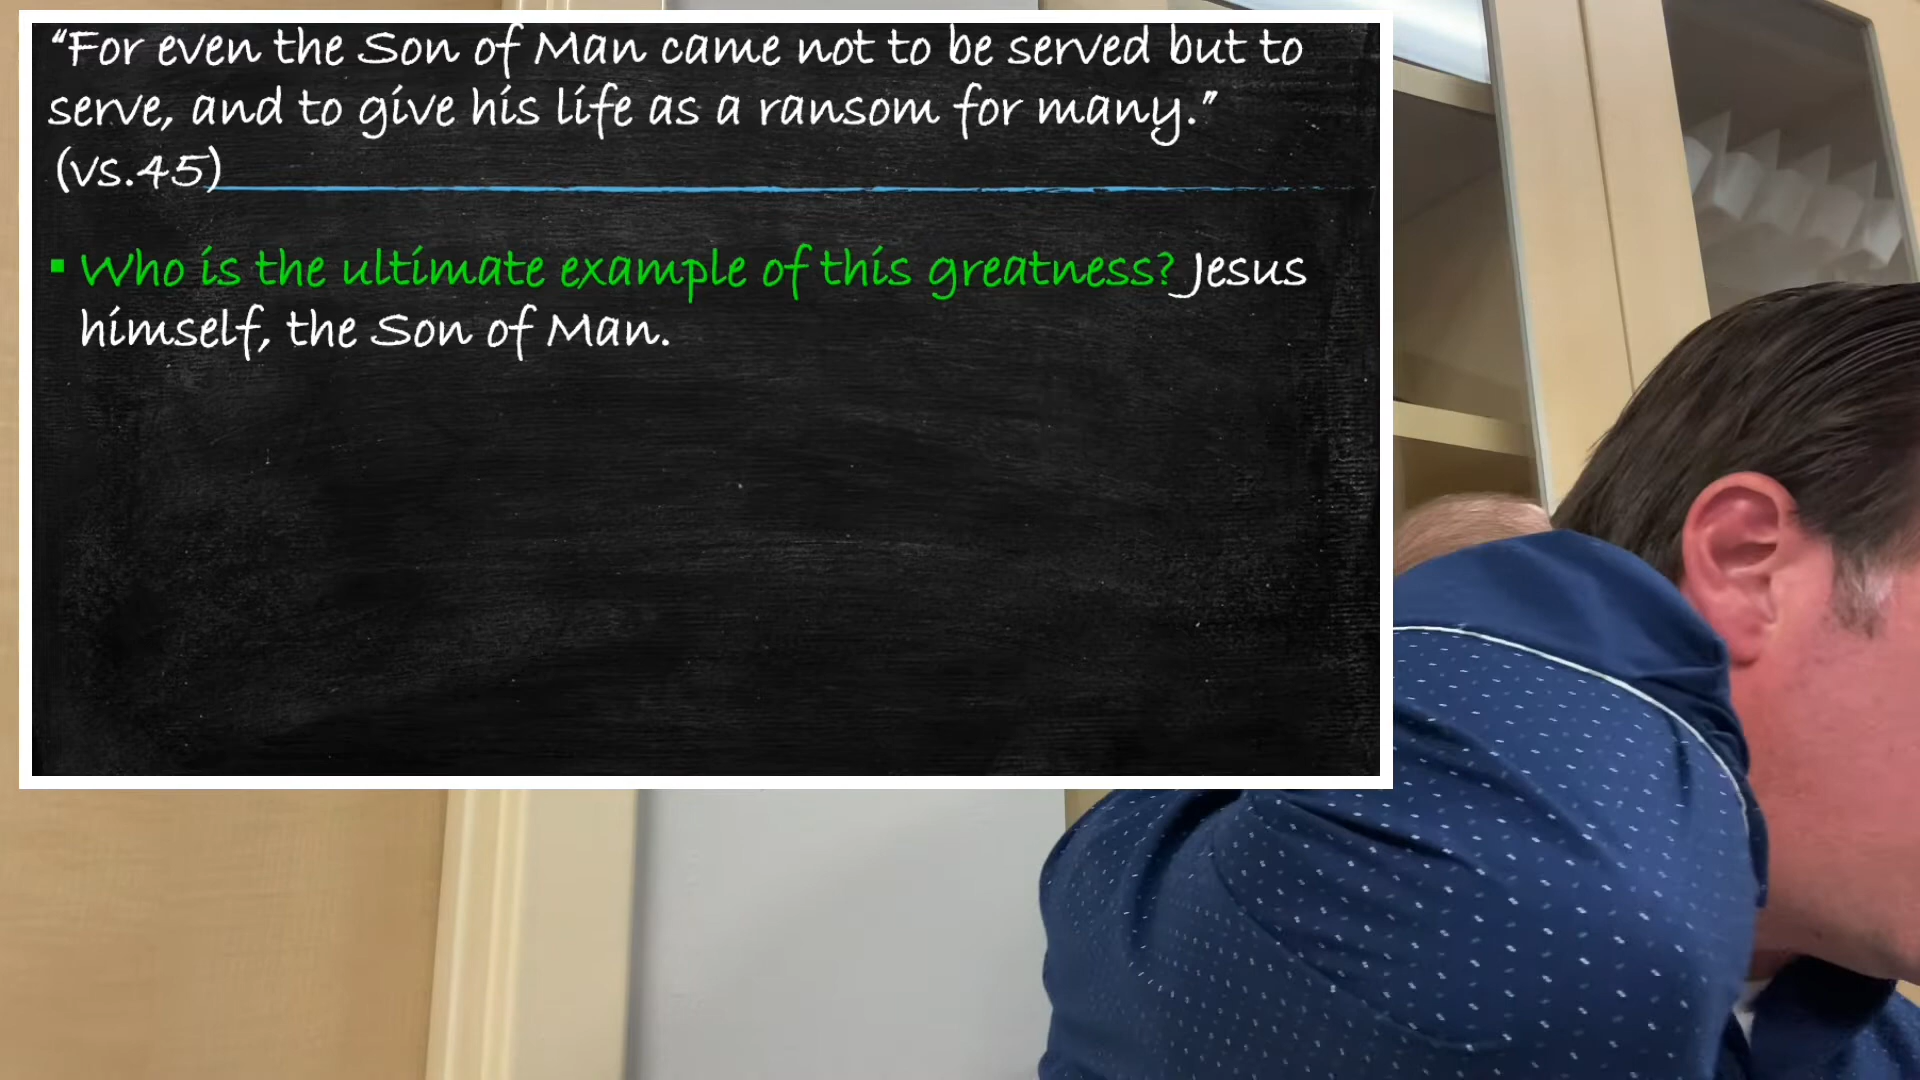 “For even the Son of Man came not to be served but to
serve, and to give his life as a ransom for many.”
(vs.45)
▪ Who is the ultimate example of this greatness? Jesus
himself, the Son of Man.